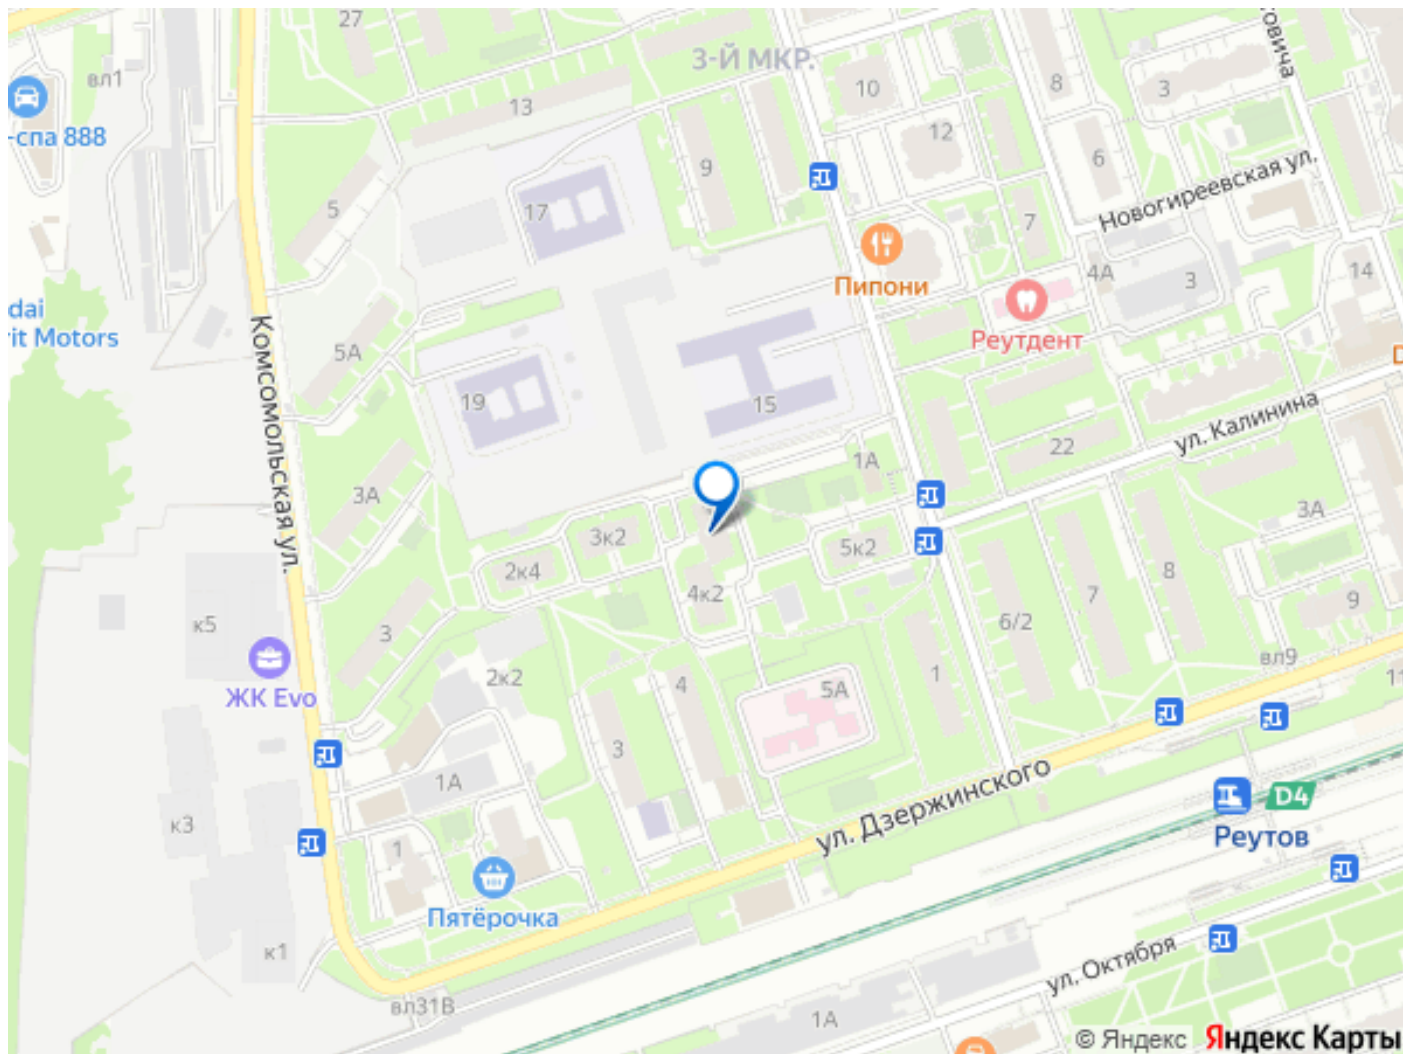 27
3-Й МКР.
вл1
10
8
3
овича
13
-спа 888
12
9
6
Новогиреевская ул.
5
17
7
Пипони
4А
3
14
dai
rit Motors
Реутдент
Комсомольская ул.
5А
19
15
ул. Калинина
22
1А
3А
3А
3к2
5к2
2к4
4к2
8
7
9
к5
3
6/2
вл9
ЖК Evo
2к2
4
5А
1
11
3
1А
ул. Дзержинского
D4
Реутов
к3
1
Пятёрочка
к1
ул. Октября
вл31В
1А
© Яндекс Яндекс Карты